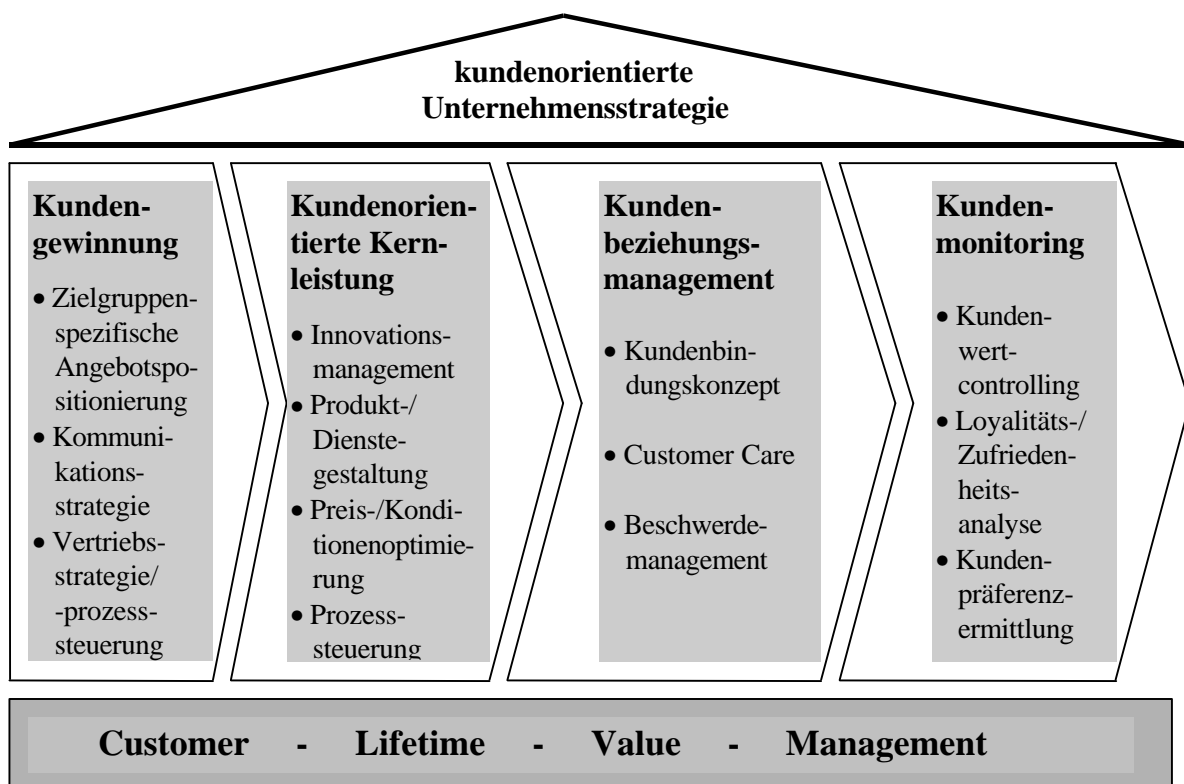 kundenorientierte
Unternehmensstrategie
Kunden-
gewinnung
• Zielgruppen-
spezifische
Angebotspo-
sitionierung
• Kommuni-
kations-
strategie
• Vertriebs-
strategie/
-prozess-
steuerung
Kundenorien-
tierte Kern-
leistung
• Innovations-
management
• Produkt-/
Dienste-
gestaltung
• Preis-/Kondi-
tionenoptimie-
rung
• Prozess-
steuerung
Kunden-
beziehungs-
management
• Kundenbin-
dungskonzept
• Customer Care
• Beschwerde-
management
Kunden-
monitoring
• Kunden-
wert-
controlling
• Loyalitäts-/
Zufrieden-
heits-
analyse
• Kunden-
präferenz-
ermittlung
Customer - Lifetime - Value - Management